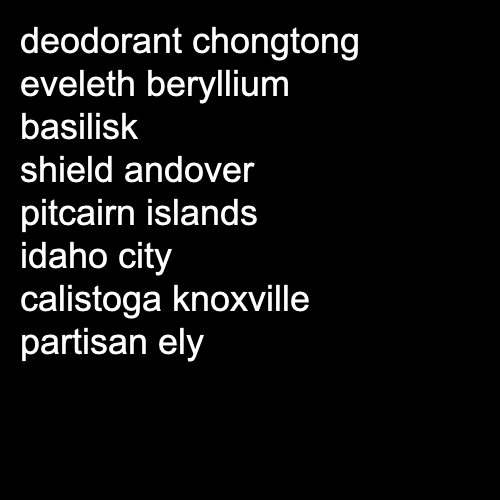 deodorant chongtong
eveleth beryllium
basilisk
shield andover
pitcairn islands
idaho city
calistoga knoxville
partisan ely